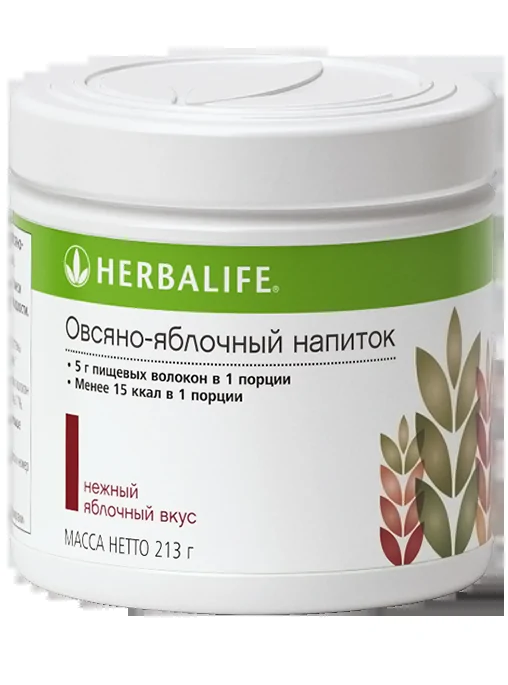 HERBALIFE®
Овсяно-яблочный напиток
• 5 г пищевых волокон в 1 порции
• Менее 15 ккал в 1 порции
нежный
яблочный вкус
МАССА НЕТТО 213 г